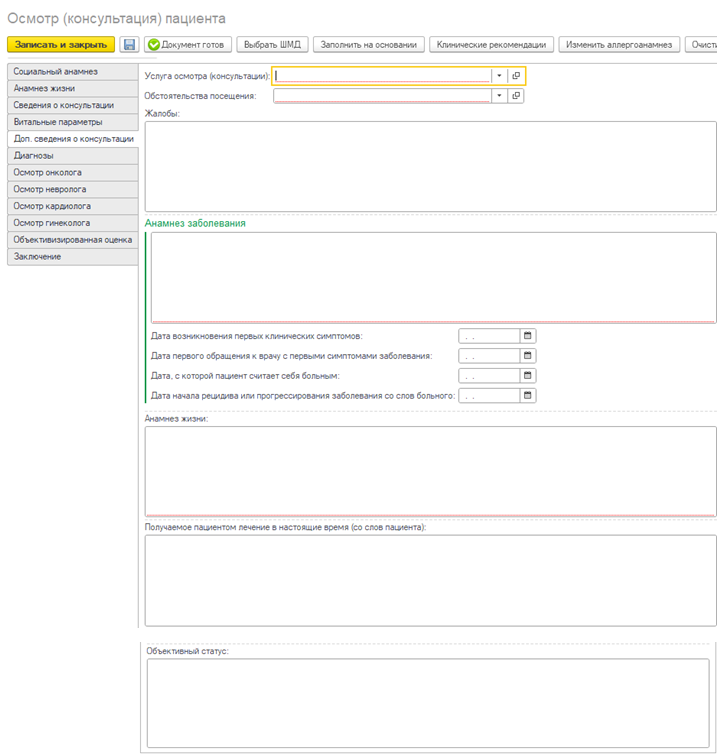 Осмотр (консультация) пациента
Записать и закрыть Документ готов Выбрать ШМД Заполнить на основании Клинические рекомендации Изменить аллергоанамнез Очисти
Социальный анамнез
Анамнез жизни
Сведения о консультации
Витальные параметры
Доп. сведения о консультации
Диагнозы
Осмотр онколога
Осмотр невролога
Осмотр кардиолога
Осмотр гинеколога
Объективизированная оценка
Заключение
Услуга осмотра (консультации):
Обстоятельства посещения:
Жалобы:
Анамнез заболевания
Дата возникновения первых клинических симптомов: . .
Дата первого обращения к врачу с первыми симптомами заболевания: . .
Дата, с которой пациент считает себя больным: . .
Дата начала рецидива или прогрессирования заболевания со слов больного: . .
Анамнез жизни:
Получаемое пациентом лечение в настоящие время (со слов пациента):
Объективный статус: